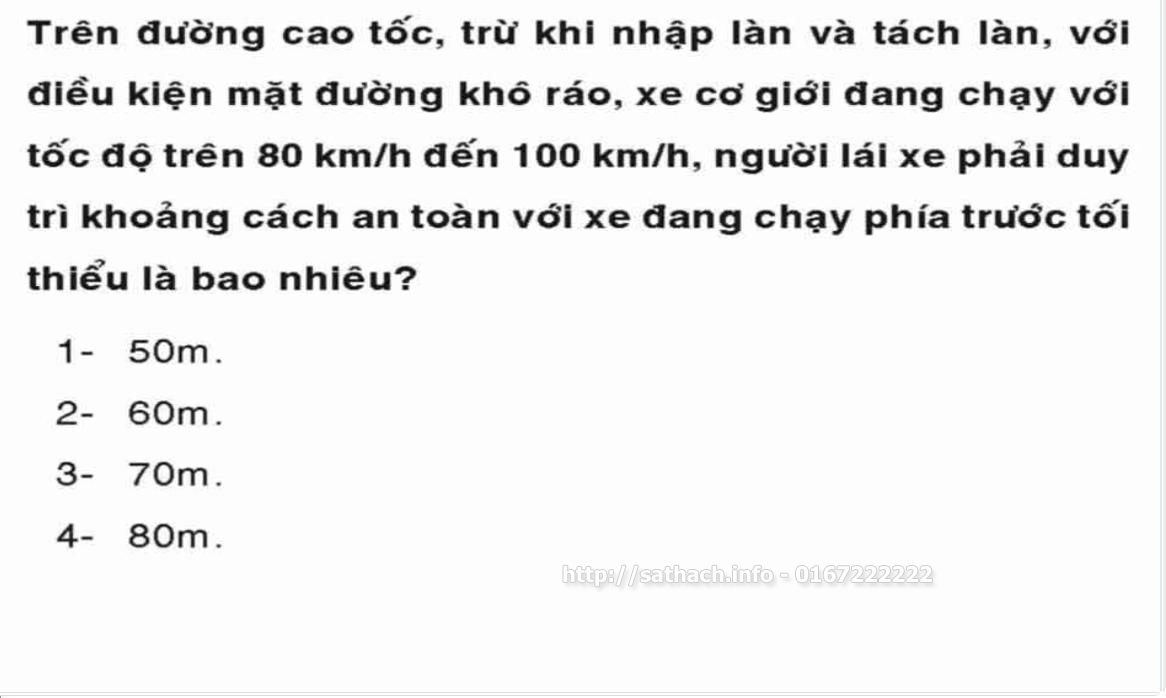 Trên đường cao tốc, trừ khi nhập làn và tách làn, với
điều kiện mặt đường khô ráo, xe cơ giới đang chạy với
tốc độ trên 80 km/h đến 100 km/h, người lái xe phải duy
trì khoảng cách an toàn với xe đang chạy phía trước tối
thiểu là bao nhiêu?
1- 50m.
2- 60m.
3- 70m.
4- 80m.
http://sathach.info - 0167222222